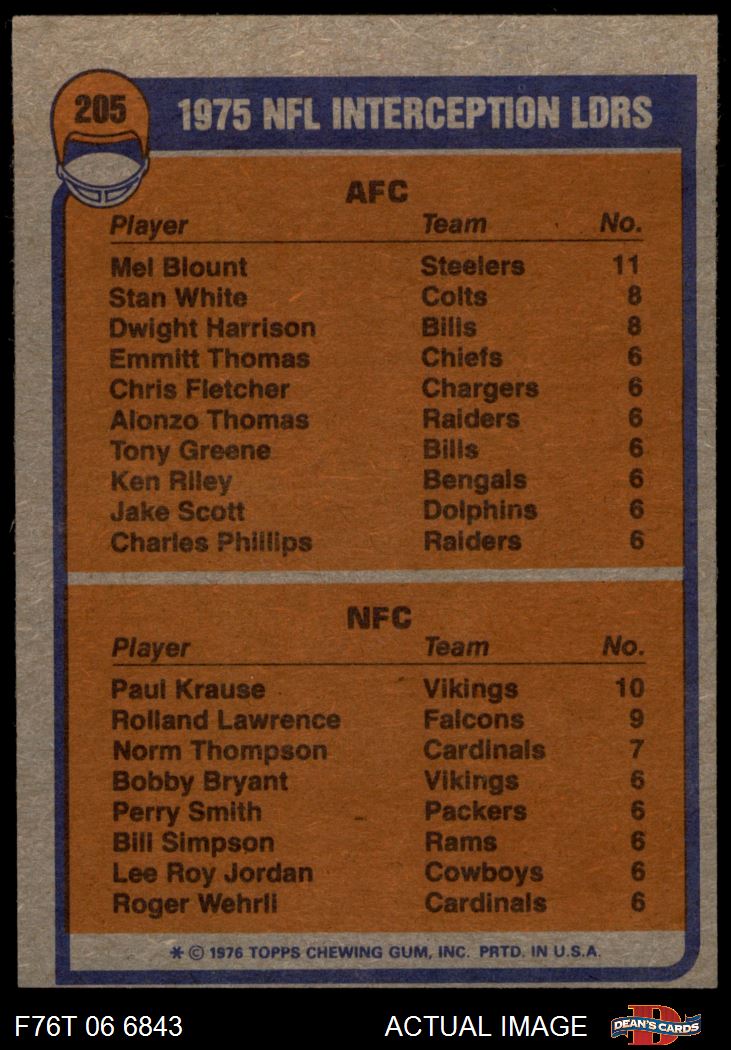 205
1975 NFL INTERCEPTION LDRS
AFC
Player Team No.
Mel Blount Steelers 11
Stan White Colts 8
Dwight Harrison Bills 8
Emmitt Thomas Chiefs 6
Chris Fletcher Chargers 6
Alonzo Thomas Raiders 6
Tony Greene Bills 6
Ken Riley Bengals 6
Jake Scott Dolphins 6
Charles Phillips Raiders 6
NFC
Player Team No.
Paul Krause Vikings 10
Rolland Lawrence Falcons 9
Norm Thompson Cardinals 7
Bobby Bryant Vikings 6
Perry Smith Packers 6
Bill Simpson Rams 6
Lee Roy Jordan Cowboys 6
Roger Wehrli Cardinals 6
* © 1976 TOPPS CHEWING GUM, INC. PRTD. IN U.S.A.
F76T 06 6843 ACTUAL IMAGE D DEAN'S CARDS